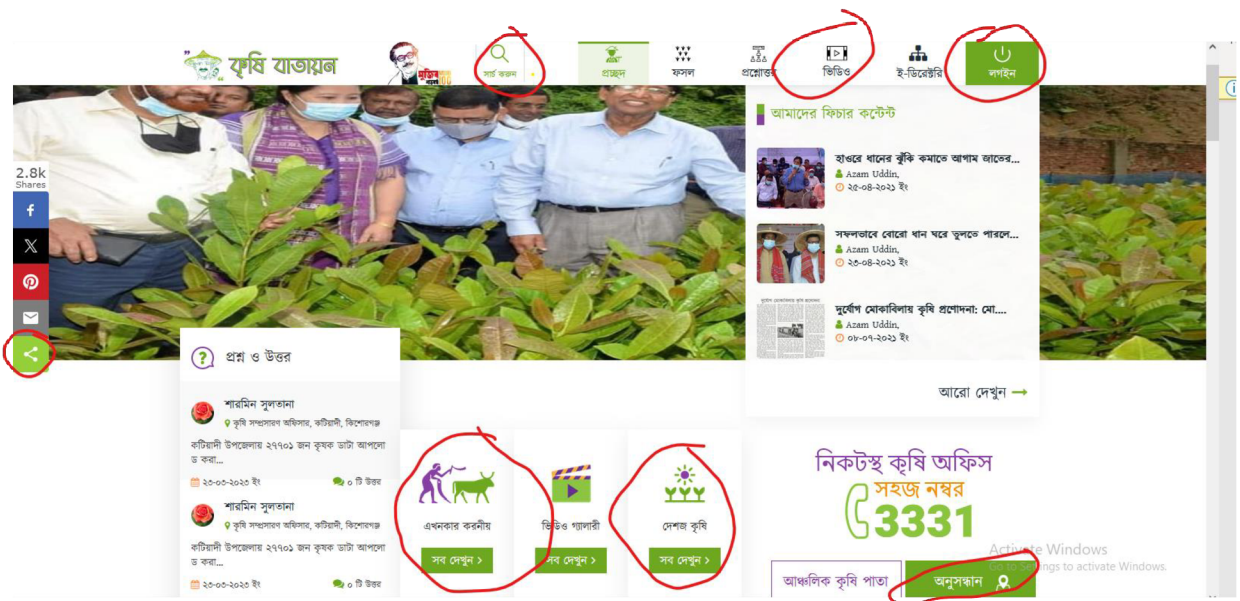 কৃষি বাতায়ন
সার্চ করুন
প্রচ্ছদ
ফসল
প্রশ্নোত্তর
ভিডিও
ই-ডিরেক্টরি
লগইন
আমাদের ফিচার কন্টেন্ট
হাওরে ধানের ঝুঁকি কমাতে আগাম জাতের...
Azam Uddin,
২৫-০৪-২০২১ ইং
সফলভাবে বোরো ধান ঘরে তুলতে পারলে...
Azam Uddin,
২৩-০৪-২০২১ ইং
দুর্যোগ মোকাবিলায় কৃষি প্রণোদনা: মো....
Azam Uddin,
০৮-০৭-২০২১ ইং
আরো দেখুন →
2.8k
Shares
প্রশ্ন ও উত্তর
শারমিন সুলতানা
কৃষি সম্প্রসারণ অফিসার, কটিয়াদী, কিশোরগঞ্জ
কটিয়াদী উপজেলায় ২৭৭০১ জন কৃষক ডাটা আপলো
ড করা...
২৩-০৩-২০২৩ ইং ০ টি উত্তর
শারমিন সুলতানা
কৃষি সম্প্রসারণ অফিসার, কটিয়াদী, কিশোরগঞ্জ
কটিয়াদী উপজেলায় ২৭৭০১ জন কৃষক ডাটা আপলো
ড করা...
২৩-০৩-২০২৩ ইং ০ টি উত্তর
এখনকার করনীয়
সব দেখুন >
ভিডিও গ্যালারী
সব দেখুন >
দেশজ কৃষি
সব দেখুন >
নিকটস্থ কৃষি অফিস
সহজ নম্বর
3331
আঞ্চলিক কৃষি পাতা
অনুসন্ধান
Activate Windows
Go to Settings to activate Windows.